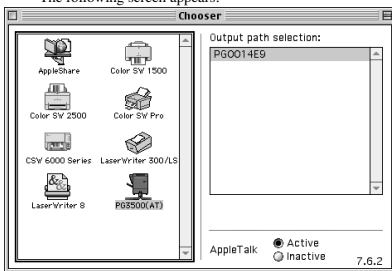 The following screen appears.
Chooser
AppleShare
Color SW 1500
Color SW 2500
Color SW Pro
CSW 6000 Series
LaserWriter 300/LS
LaserWriter 8
PG3500(AT)
Output path selection:
PG0014E9
AppleTalk
Active
Inactive
7.6.2